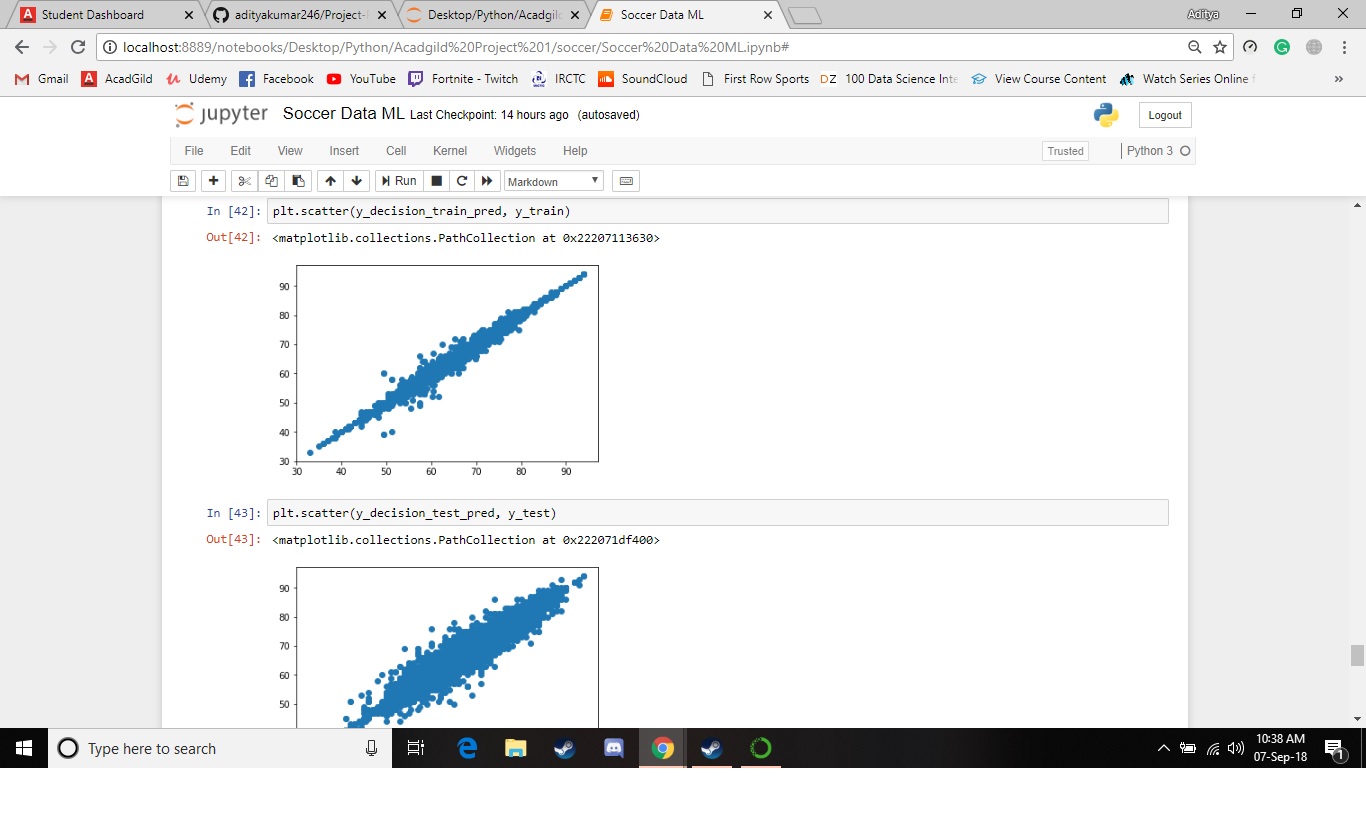 Student Dashboard
adityakumar246/Project-
Desktop/Python/Acadgil
Soccer Data ML
Aditya
localhost:8889/notebooks/Desktop/Python/Acadgild%20Project%201/soccer/Soccer%20Data%20ML.ipynb#
Gmail
A AcadGild
Udemy
Facebook
YouTube
Fortnite - Twitch
IRCTC
SoundCloud
First Row Sports
DZ 100 Data Science Inte
View Course Content
Watch Series Online
»
jupyter Soccer Data ML Last Checkpoint: 14 hours ago (autosaved)
Logout
File Edit View Insert Cell Kernel Widgets Help
Trusted
Python 3
Run
Markdown
In [42]: plt.scatter(y_decision_train_pred, y_train)
Out[42]: <matplotlib.collections.PathCollection at 0x22207113630>
90
80
70
60
50
40
30
30 40 50 60 70 80 90
In [43]: plt.scatter(y_decision_test_pred, y_test)
Out[43]: <matplotlib.collections.PathCollection at 0x222071df400>
90
80
70
60
50
Type here to search
10:38 AM
07-Sep-18
1